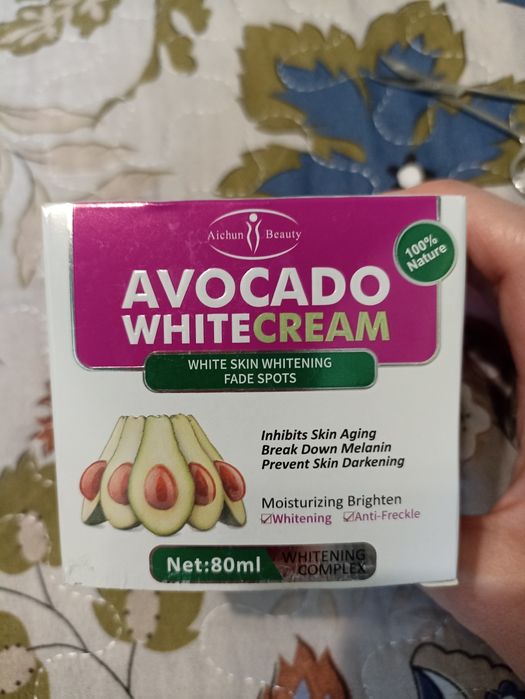 Aichun Beauty
100%
Nature
AVOCADO
WHITECREAM
WHITE SKIN WHITENING
FADE SPOTS
Inhibits Skin Aging
Break Down Melanin
Prevent Skin Darkening
Moisturizing Brighten
☑Whitening ☑Anti-Freckle
Net:80ml
WHITENING
COMPLEX